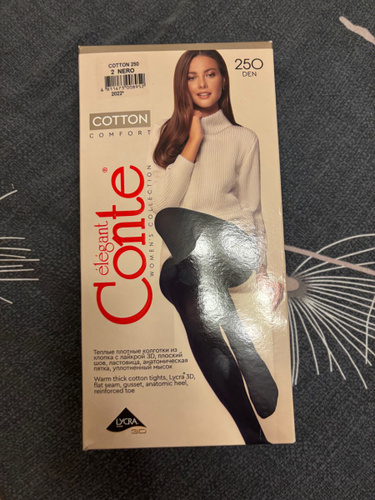 COTTON 250
2 NERO
2022*
250
DEN
COTTON
COMFORT
élégant
Conte®
WOMEN'S COLLECTION
Теплые плотные колготки из
хлопка с лайкрой 3D, плоский
шов, ластовица, анатомическая
пятка, уплотненный мысок
Warm thick cotton tights, Lycra® 3D,
flat seam, gusset, anatomic heel,
reinforced toe
LYCRA
3D